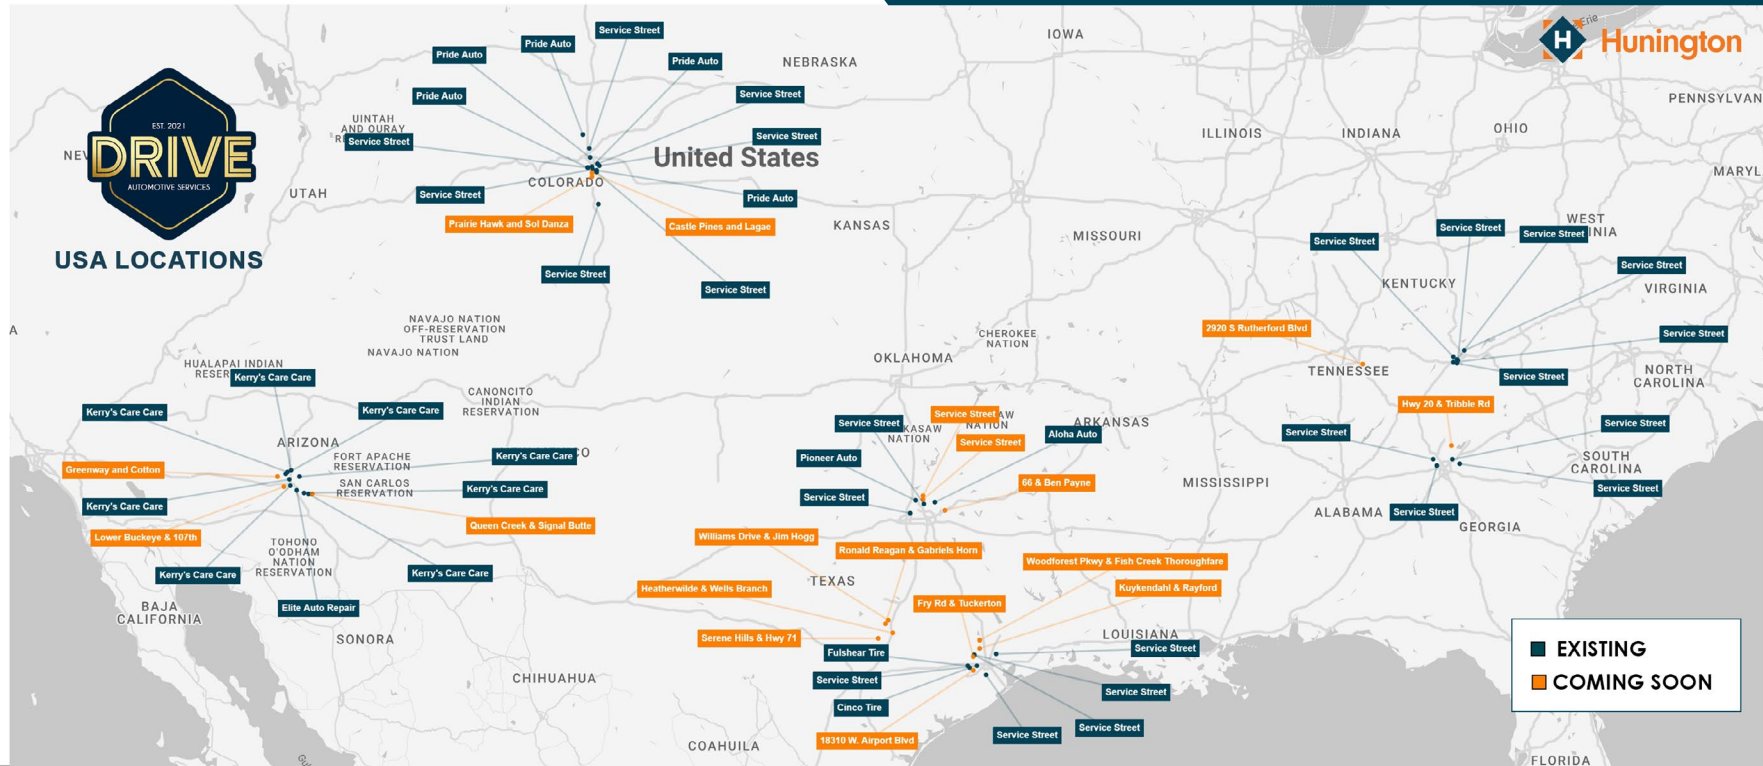 Hunington
H
EST. 2021
DRIVE
AUTOMOTIVE SERVICES
USA LOCATIONS
Service Street
Pride Auto
Pride Auto
Pride Auto
Pride Auto
Service Street
Service Street
Service Street
Service Street
Pride Auto
Prairie Hawk and Sol Danza
Castle Pines and Lagae
Service Street
Service Street
IOWA
Erie
NEBRASKA
PENNSYLVAN
UINTAH
AND OURAY
ILLINOIS
INDIANA
OHIO
United States
MARYL
UTAH
COLORADO
KANSAS
MISSOURI
WEST
KENTUCKY
VIRGINIA
Service Street
Service Street
Service Street
Service Street
Service Street
Service Street
2920 S Rutherford Blvd
TENNESSEE
NORTH
CAROLINA
NAVAJO NATION
OFF-RESERVATION
TRUST LAND
NAVAJO NATION
HUALAPAI INDIAN
CANONCITO
INDIAN
RESERVATION
CHEROKEE
NATION
OKLAHOMA
Kerry's Care Care
Kerry's Care Care
Kerry's Care Care
ARIZONA
FORT APACHE
RESERVATION
SAN CARLOS
RESERVATION
Kerry's Care Care
Kerry's Care Care
Greenway and Cotton
Kerry's Care Care
Lower Buckeye & 107th
Queen Creek & Signal Butte
TOHONO
O'ODHAM
NATION
RESERVATION
Kerry's Care Care
Kerry's Care Care
Elite Auto Repair
BAJA
CALIFORNIA
SONORA
CHIHUAHUA
COAHUILA
Service Street
Service Street
Service Street
NATION
NATION
ARKANSAS
Aloha Auto
Pioneer Auto
Service Street
66 & Ben Payne
Hwy 20 & Tribble Rd
Service Street
Service Street
SOUTH
CAROLINA
Service Street
Service Street
MISSISSIPPI
ALABAMA
GEORGIA
Williams Drive & Jim Hogg
Ronald Reagan & Gabriels Horn
Woodforest Pkwy & Fish Creek Thoroughfare
TEXAS
Heatherwilde & Wells Branch
Kuykendahl & Rayford
Fry Rd & Tuckerton
Serene Hills & Hwy 71
LOUISIANA
Fulshear Tire
Service Street
Service Street
Service Street
Cinco Tire
Service Street
Service Street
18310 W. Airport Blvd
EXISTING
COMING SOON
FLORIDA